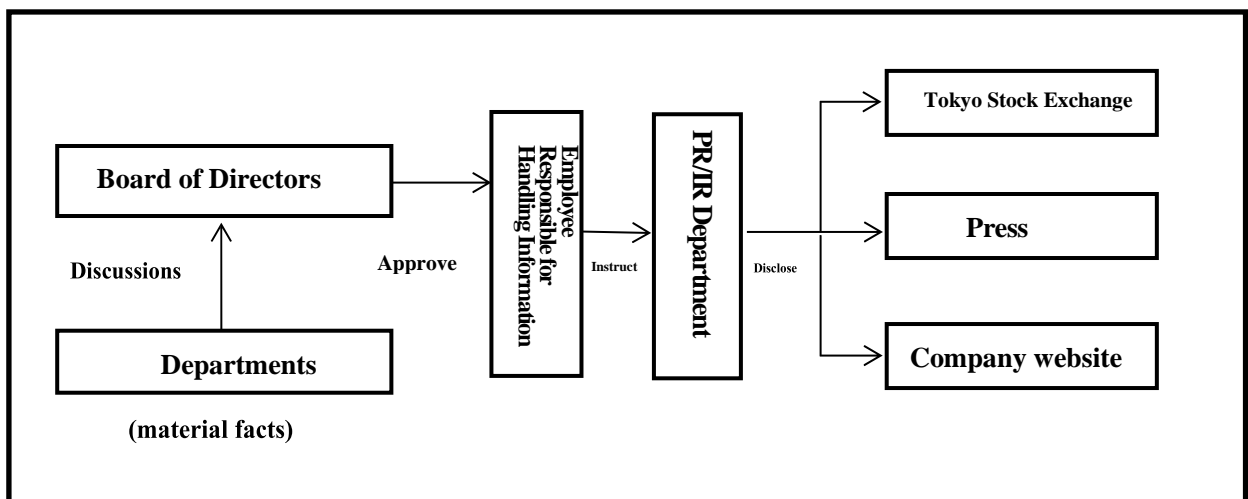 Tokyo Stock Exchange
Board of Directors
Employee
Responsible for
Handling Information
PR/IR Department
Press
Discussions
Approve
Instruct
Disclose
Departments
Company website
(material facts)